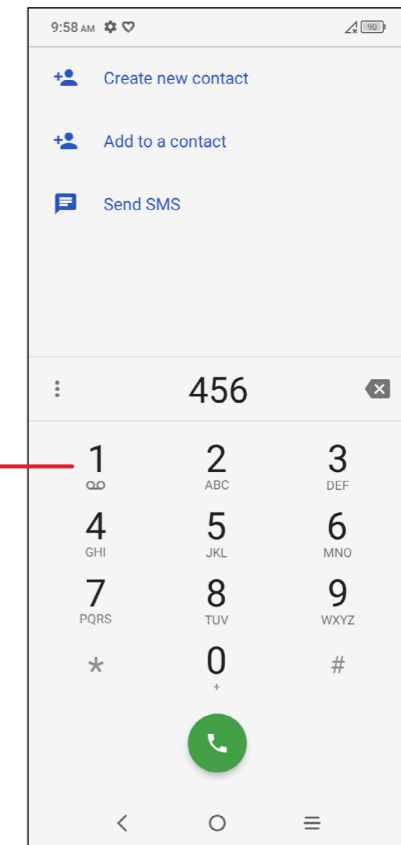 9:58 AM 90
Create new contact
Add to a contact
Send SMS
456
1 2 3
ABC DEF
4 5 6
GHI JKL MNO
7 8 9
PQRS TUV WXYZ
* 0 #
+